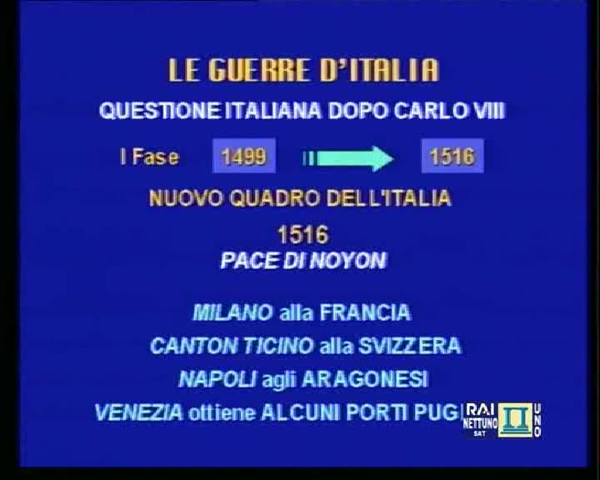 LE GUERRE D'ITALIA
QUESTIONE ITALIANA DOPO CARLO VIII
I Fase 1499 1516
NUOVO QUADRO DELL'ITALIA
1516
PACE DI NOYON
MILANO alla FRANCIA
CANTON TICINO alla SVIZZERA
NAPOLI agli ARAGONESI
VENEZIA ottiene ALCUNI PORTI PUG
RAI
NETTUNO
SAT
UNO